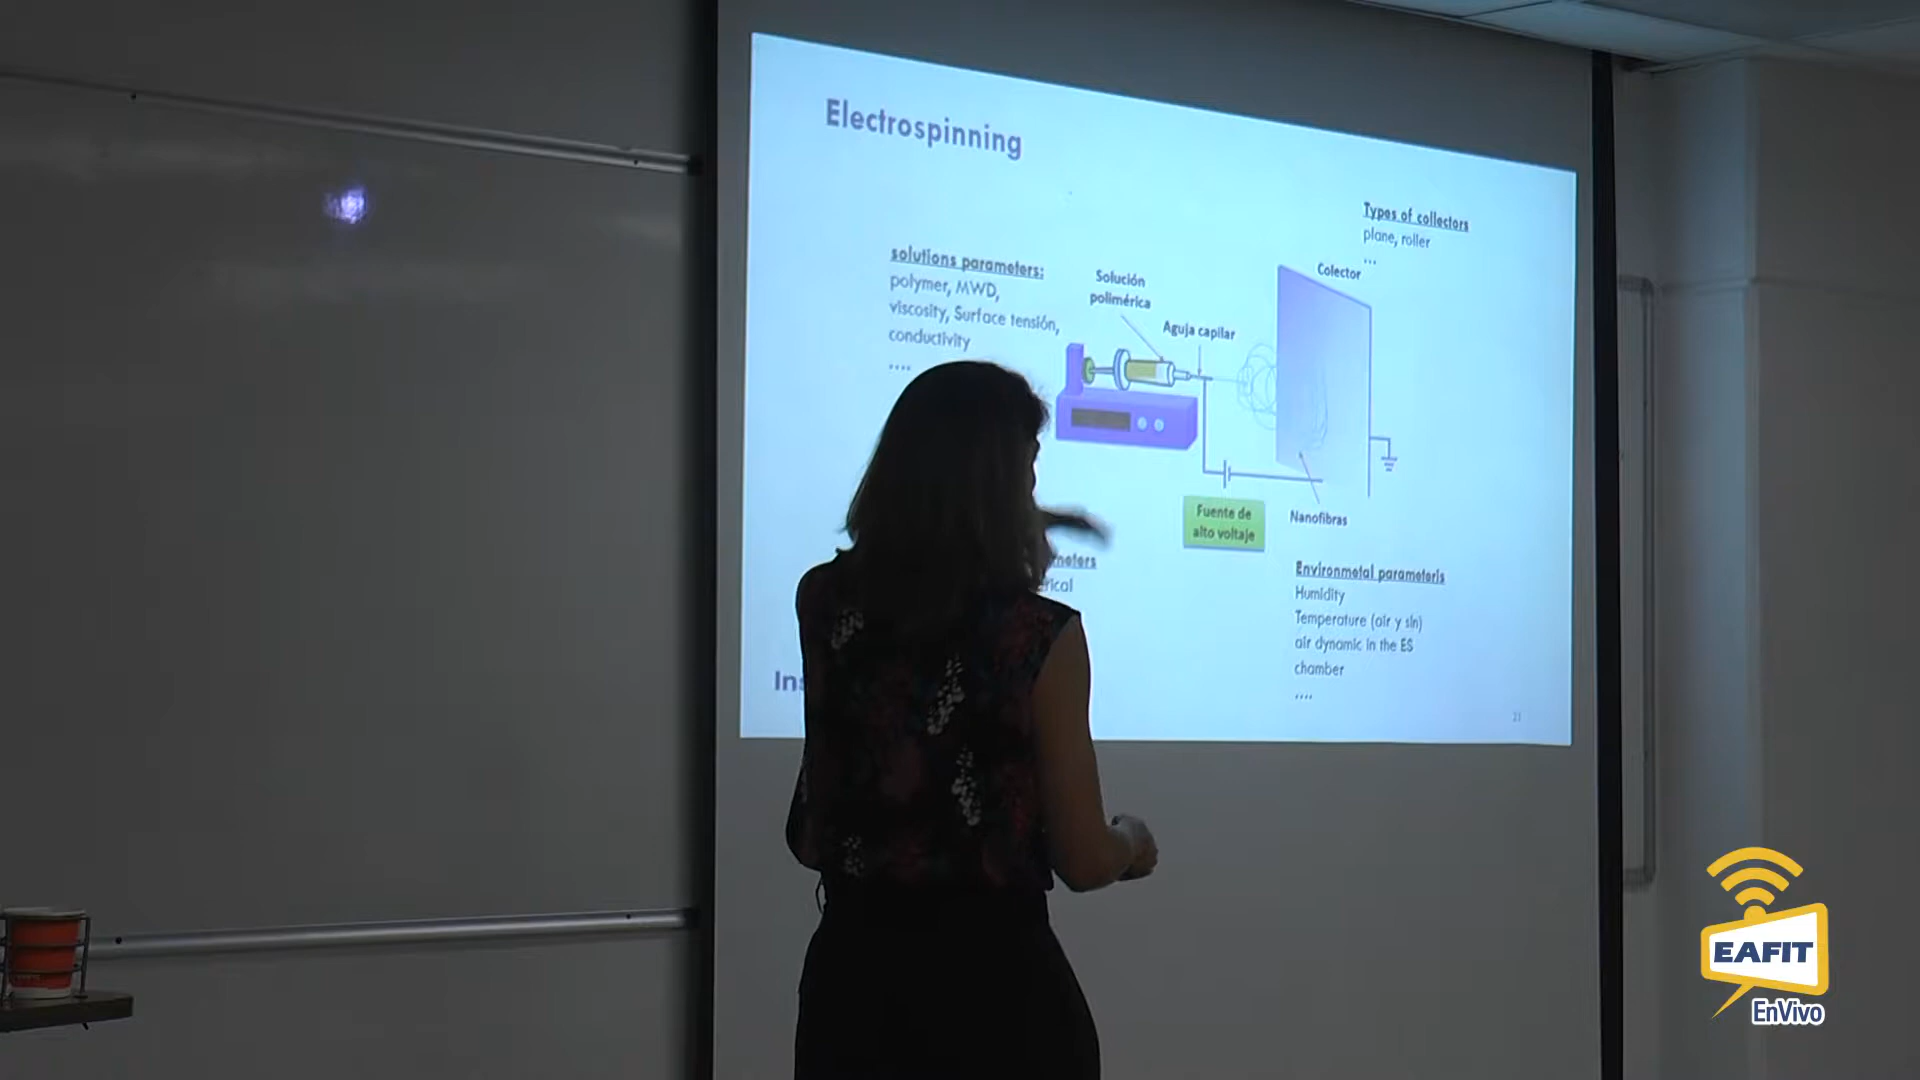 Electrospinning
Types of collectors
plane, roller
...
Colector
solutions parameters:
polymer, MWD,
viscosity, Surface tensión,
conductivity
....
Solución
polimérica
Aguja capilar
Fuente de
alto voltaje
Nanofibras
Environmetal parameteris
Humidity
Temperature (air y sln)
air dynamic in the ES
chamber
....
21
EAFIT
EnVivo